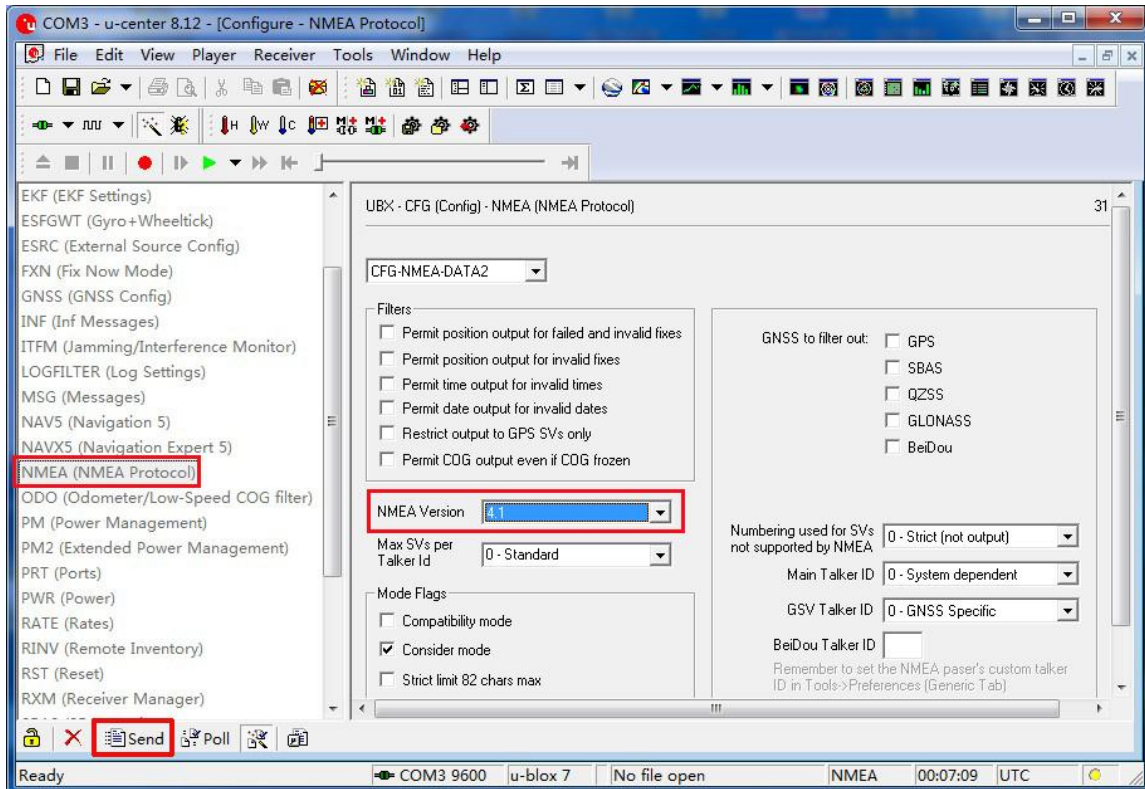 COM3 - u-center 8.12 - [Configure - NMEA Protocol]
File Edit View Player Receiver Tools Window Help
EKF (EKF Settings)
ESFGWT (Gyro+Wheeltick)
ESRC (External Source Config)
FXN (Fix Now Mode)
GNSS (GNSS Config)
INF (Inf Messages)
ITFM (Jamming/Interference Monitor)
LOGFILTER (Log Settings)
MSG (Messages)
NAV5 (Navigation 5)
NAVX5 (Navigation Expert 5)
NMEA (NMEA Protocol)
ODO (Odometer/Low-Speed COG filter)
PM (Power Management)
PM2 (Extended Power Management)
PRT (Ports)
PWR (Power)
RATE (Rates)
RINV (Remote Inventory)
RST (Reset)
RXM (Receiver Manager)
UBX - CFG (Config) - NMEA (NMEA Protocol) 31
CFG-NMEA-DATA2
Filters
Permit position output for failed and invalid fixes
Permit position output for invalid fixes
Permit time output for invalid times
Permit date output for invalid dates
Restrict output to GPS SVs only
Permit COG output even if COG frozen
NMEA Version 4.1
Max SVs per
Talker Id 0 - Standard
Mode Flags
Compatibility mode
Consider mode
Strict limit 82 chars max
GNSS to filter out: GPS
SBAS
QZSS
GLONASS
BeiDou
Numbering used for SVs
not supported by NMEA 0 - Strict (not output)
Main Talker ID 0 - System dependent
GSV Talker ID 0 - GNSS Specific
BeiDou Talker ID
Remember to set the NMEA paser's custom talker
ID in Tools->Preferences (Generic Tab)
Send Poll
Ready COM3 9600 u-blox 7 No file open NMEA 00:07:09 UTC